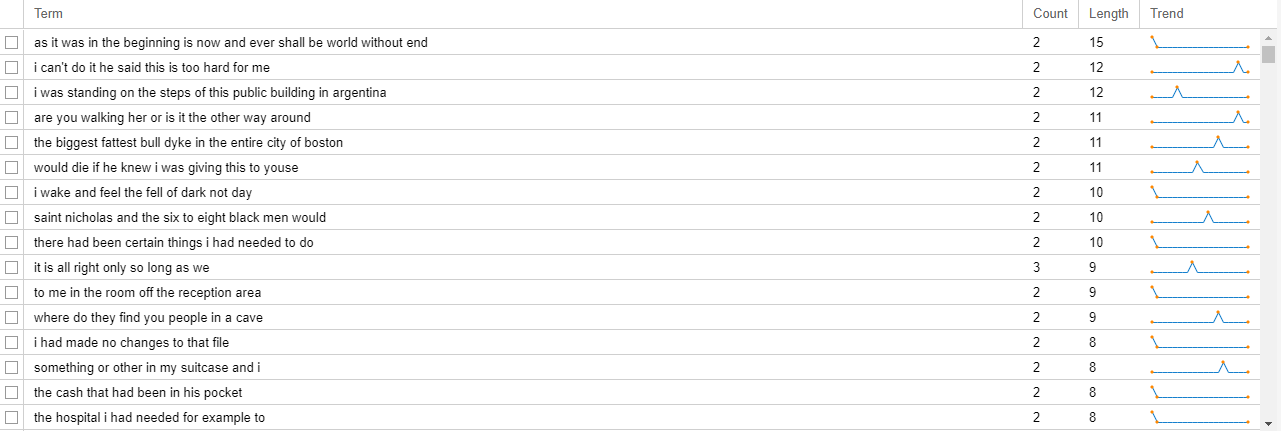 Term Count Length Trend
as it was in the beginning is now and ever shall be world without end 2 15
i can't do it he said this is too hard for me 2 12
i was standing on the steps of this public building in argentina 2 12
are you walking her or is it the other way around 2 11
the biggest fattest bull dyke in the entire city of boston 2 11
would die if he knew i was giving this to youse 2 11
i wake and feel the fell of dark not day 2 10
saint nicholas and the six to eight black men would 2 10
there had been certain things i had needed to do 2 10
it is all right only so long as we 3 9
to me in the room off the reception area 2 9
where do they find you people in a cave 2 9
i had made no changes to that file 2 8
something or other in my suitcase and i 2 8
the cash that had been in his pocket 2 8
the hospital i had needed for example to 2 8